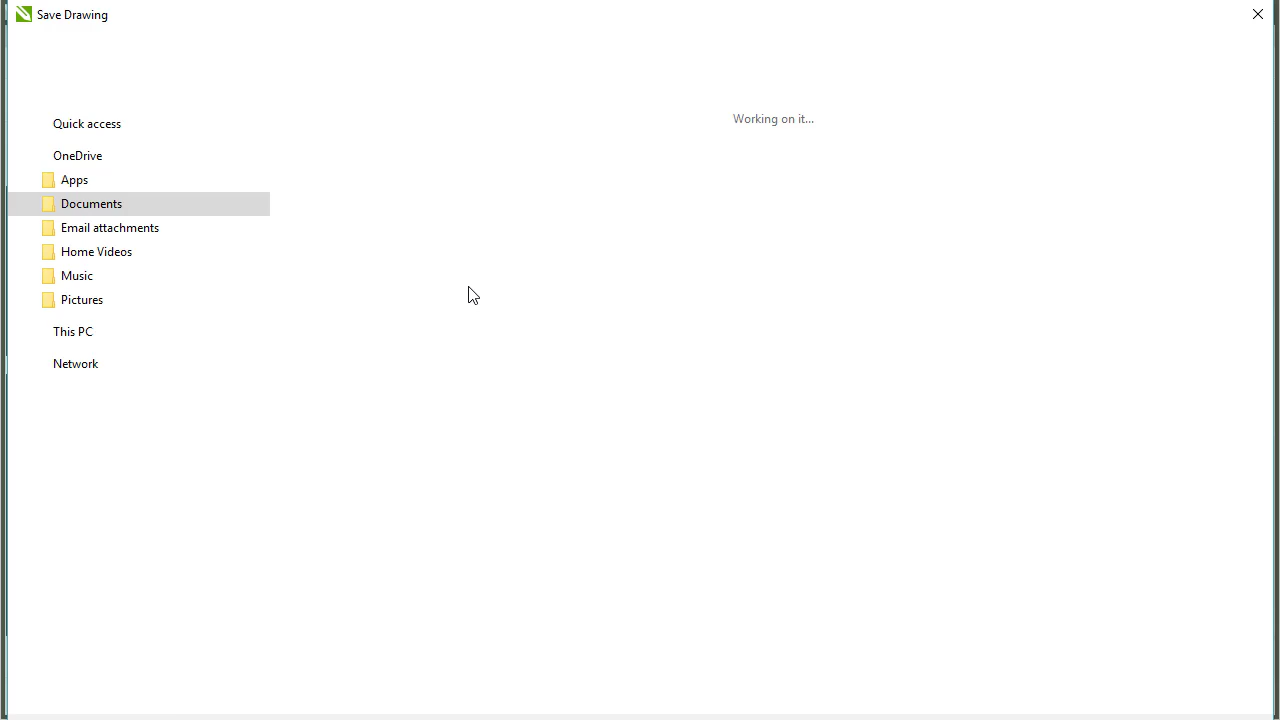 Save Drawing
Quick access
Working on it...
OneDrive
Apps
Documents
Email attachments
Home Videos
Music
Pictures
This PC
Network